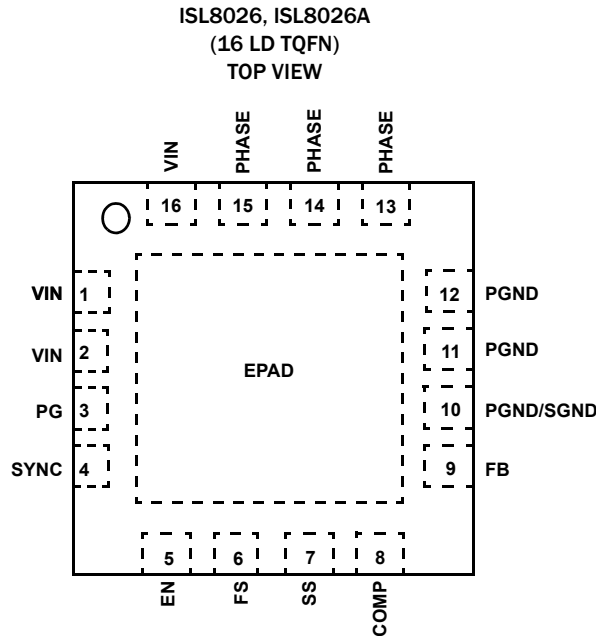 ISL8026, ISL8026A
(16 LD TQFN)
TOP VIEW
VIN
PHASE
PHASE
PHASE
16
15
14
13
VIN 1
12 PGND
VIN 2
11 PGND
EPAD
PG 3
10 PGND/SGND
SYNC 4
9 FB
5
6
7
8
EN
FS
SS
COMP